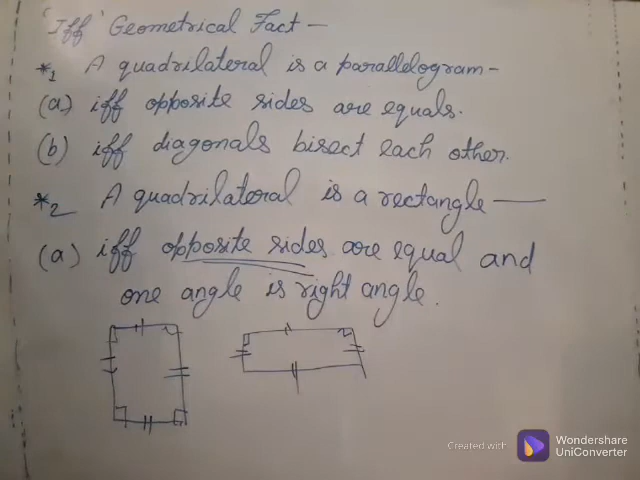 'Iff' Geometrical Fact -
*1 A quadrilateral is a parallelogram -
(a) iff opposite sides are equals.
(b) iff diagonals bisect each other.
*2 A quadrilateral is a rectangle —
(a) iff opposite sides are equal and
one angle is right angle.
Created with Wondershare
UniConverter